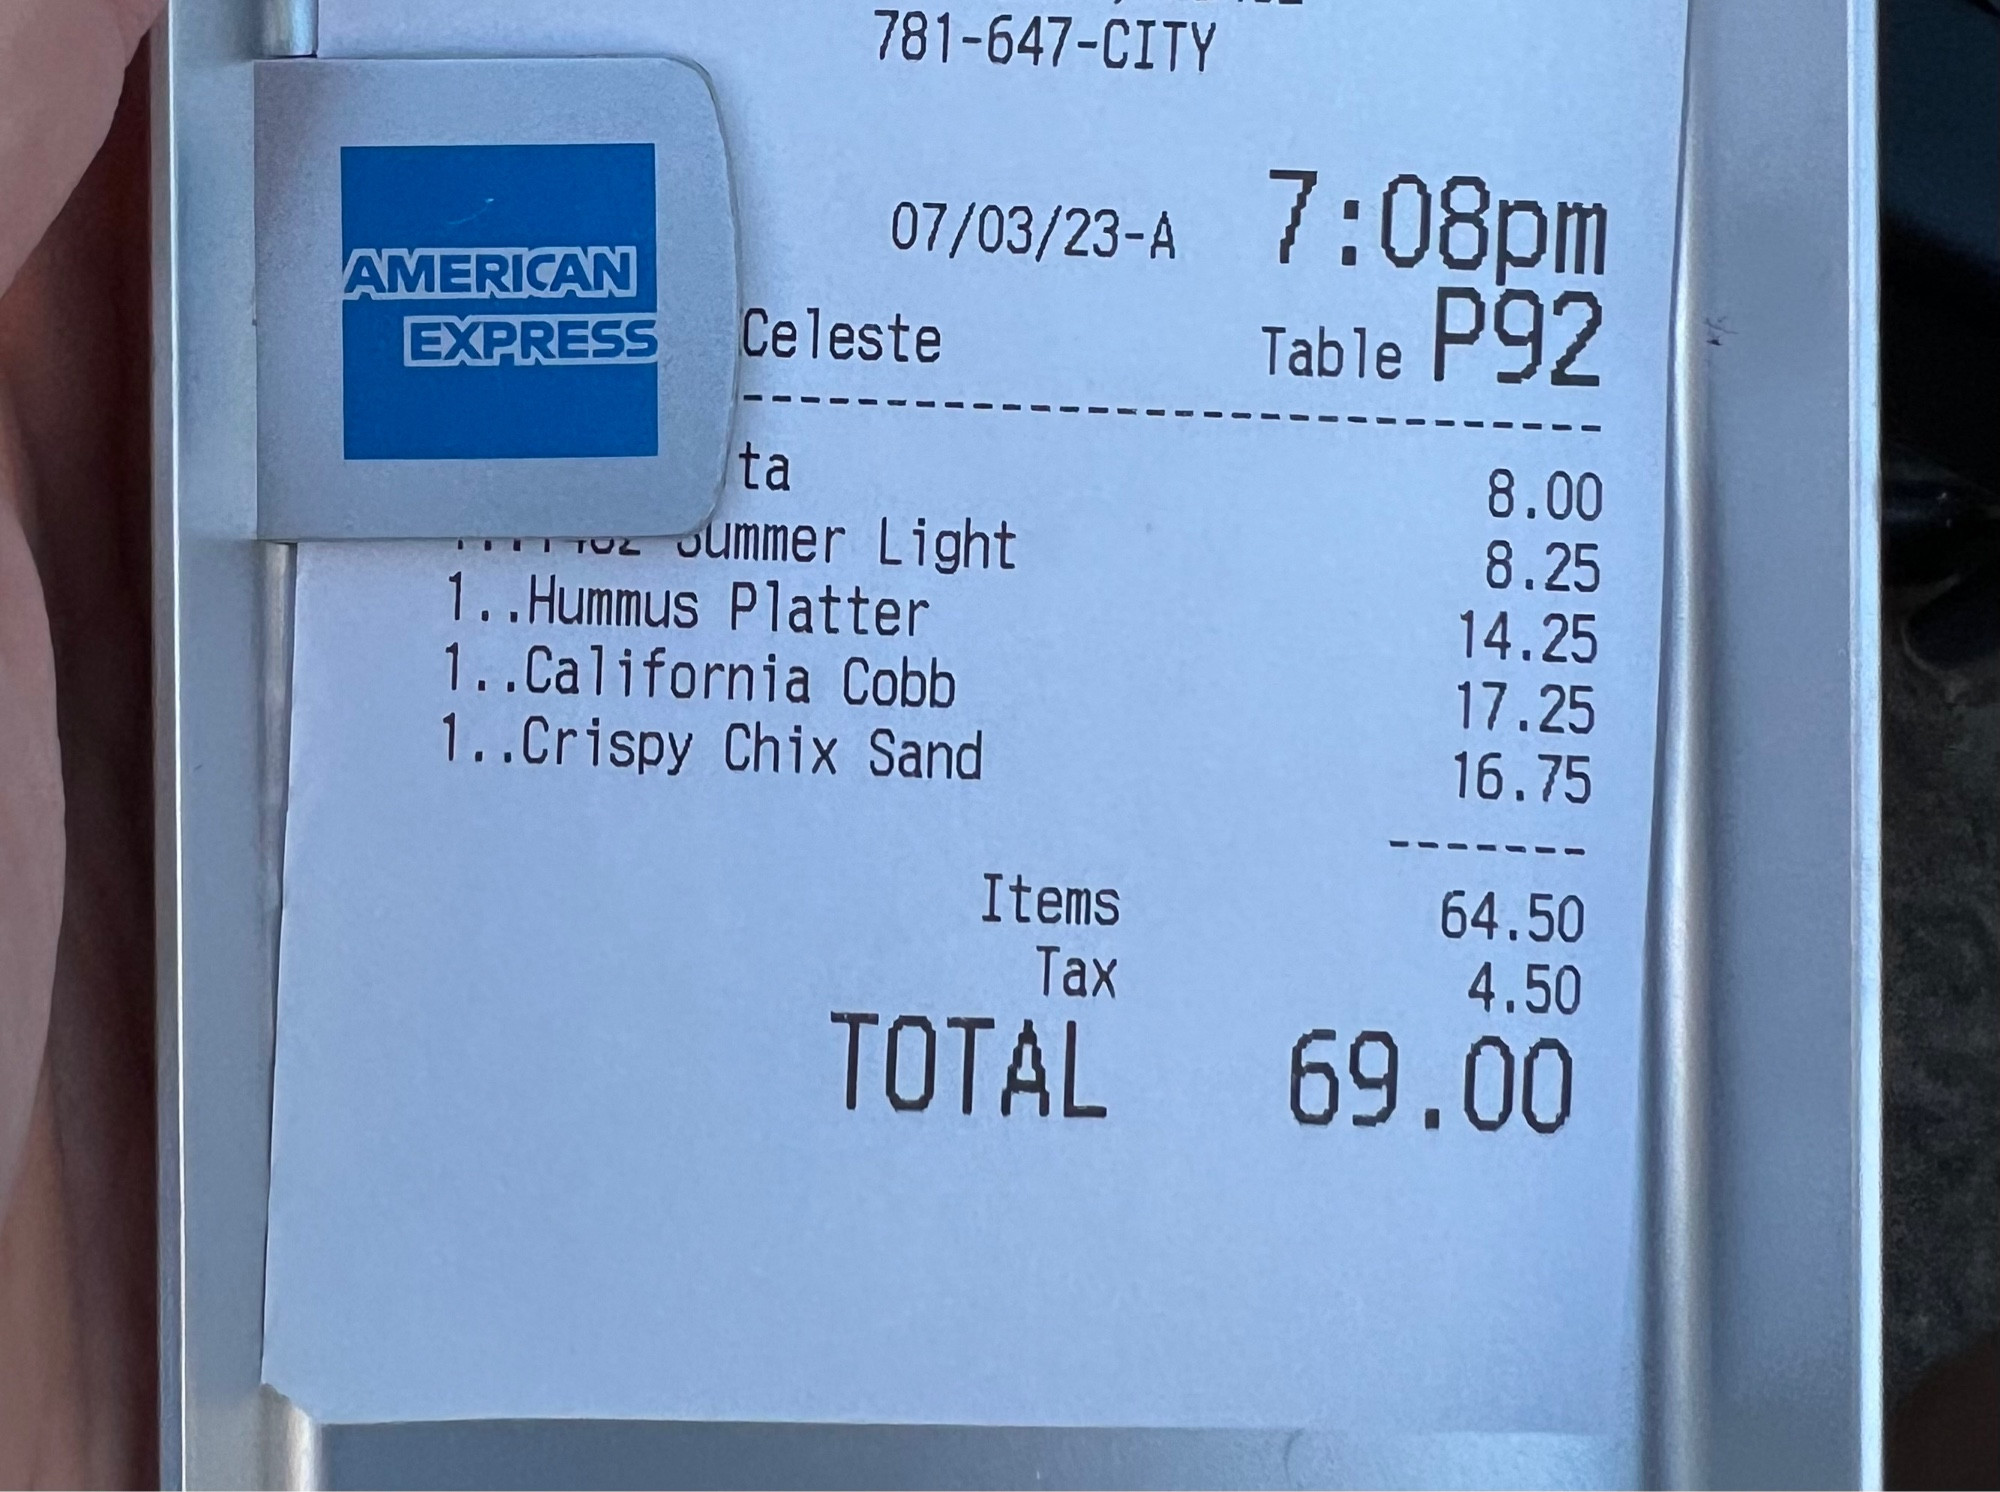 781-647-CITY
AMERICAN
EXPRESS
07/03/23-A 7:08pm
Celeste Table P92
ta 8.00
Summer Light 8.25
1..Hummus Platter 14.25
1..California Cobb 17.25
1..Crispy Chix Sand 16.75
Items 64.50
Tax 4.50
TOTAL 69.00